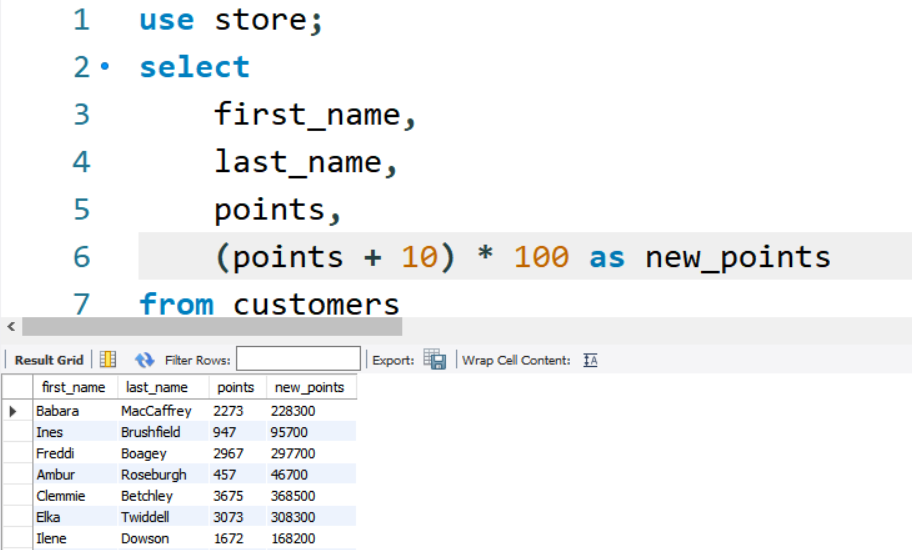 1 use store;
2 select
3 first_name,
4 last_name,
5 points,
6 (points + 10) * 100 as new_points
7 from customers
Result Grid Filter Rows: Export: Wrap Cell Content: IA
first_name last_name points new_points
Babara MacCaffrey 2273 228300
Ines Brushfield 947 95700
Freddi Boagey 2967 297700
Ambur Roseburgh 457 46700
Clemmie Betchley 3675 368500
Elka Twiddell 3073 308300
Ilene Dowson 1672 168200